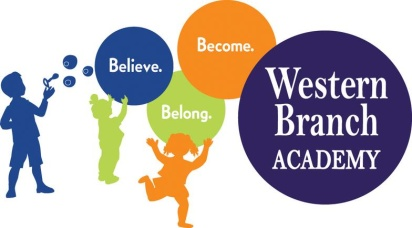 Believe.
Become.
Belong.
Western
Branch
ACADEMY